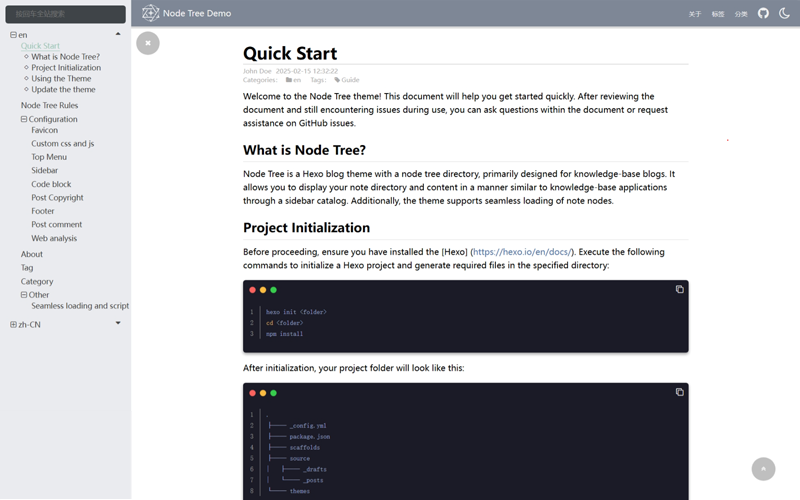 按回车全站搜索
en
Quick Start
What is Node Tree?
Project Initialization
Using the Theme
Update the theme
Node Tree Rules
Configuration
Favicon
Custom css and js
Top Menu
Sidebar
Code block
Post Copyright
Footer
Post comment
Web analysis
About
Tag
Category
Other
Seamless loading and script
zh-CN
Node Tree Demo
关于 标签 分类
Quick Start
John Doe 2025-02-15 12:32:22
Categories: en Tags: Guide
Welcome to the Node Tree theme! This document will help you get started quickly. After reviewing the
document and still encountering issues during use, you can ask questions within the document or request
assistance on GitHub issues.
What is Node Tree?
Node Tree is a Hexo blog theme with a node tree directory, primarily designed for knowledge-base blogs. It
allows you to display your note directory and content in a manner similar to knowledge-base applications
through a sidebar catalog. Additionally, the theme supports seamless loading of note nodes.
Project Initialization
Before proceeding, ensure you have installed the [Hexo] (https://hexo.io/en/docs/). Execute the following
commands to initialize a Hexo project and generate required files in the specified directory:
1 hexo init <folder>
2 cd <folder>
3 npm install
After initialization, your project folder will look like this:
1 .
2 ├── _config.yml
3 ├── package.json
4 ├── scaffolds
5 ├── source
6 │   ├── _drafts
7 │   └── _posts
8 └── themes